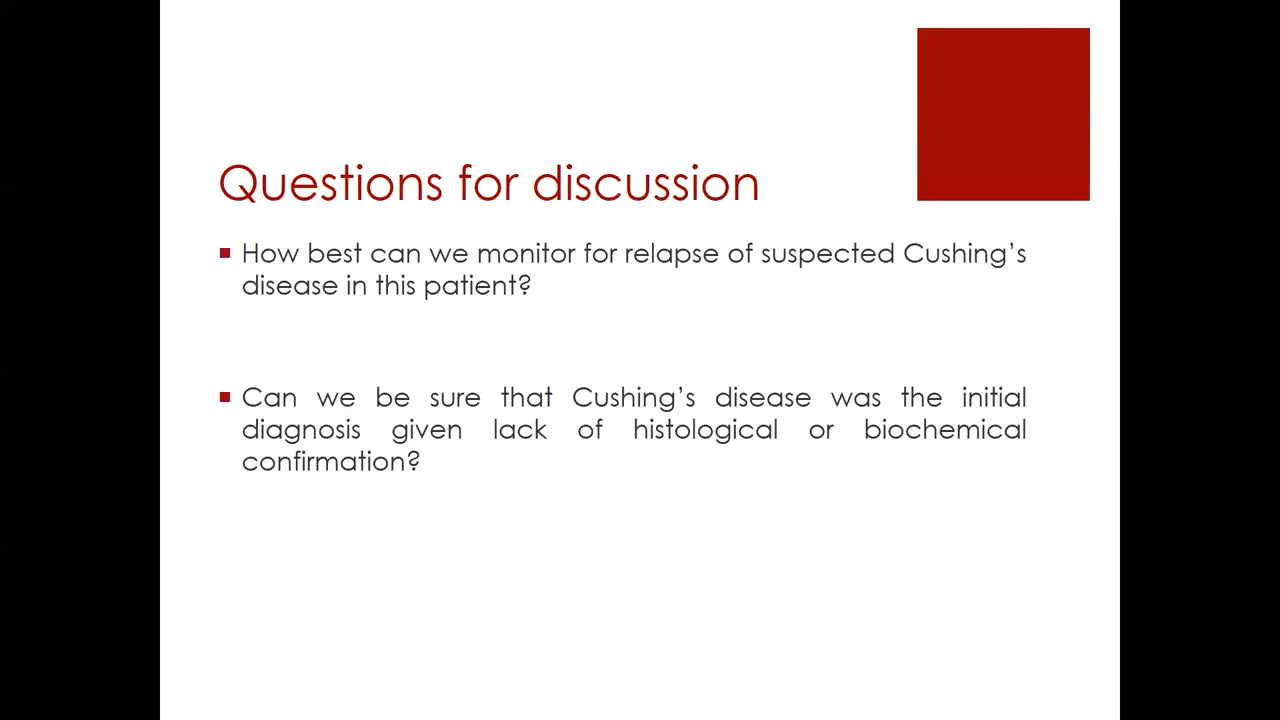 Questions for discussion
How best can we monitor for relapse of suspected Cushing’s
disease in this patient?
Can we be sure that Cushing’s disease was the initial
diagnosis given lack of histological or biochemical
confirmation?